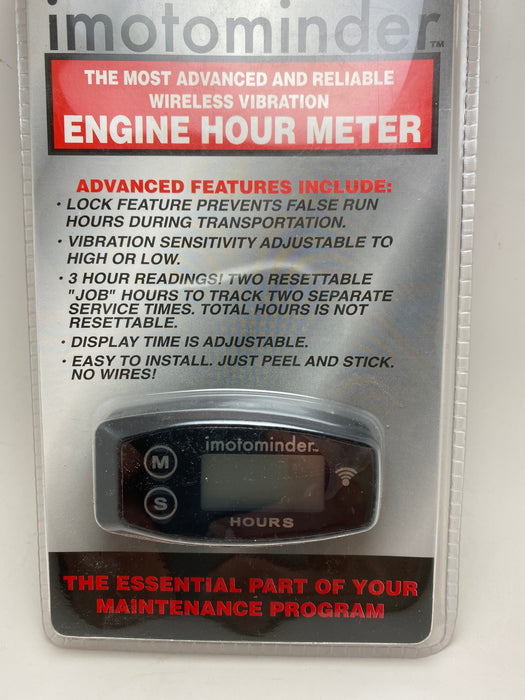 imotominder™
THE MOST ADVANCED AND RELIABLE
WIRELESS VIBRATION
ENGINE HOUR METER
ADVANCED FEATURES INCLUDE:
· LOCK FEATURE PREVENTS FALSE RUN
HOURS DURING TRANSPORTATION.
· VIBRATION SENSITIVITY ADJUSTABLE TO
HIGH OR LOW.
· 3 HOUR READINGS! TWO RESETTABLE
"JOB" HOURS TO TRACK TWO SEPARATE
SERVICE TIMES. TOTAL HOURS IS NOT
RESETTABLE.
· DISPLAY TIME IS ADJUSTABLE.
· EASY TO INSTALL. JUST PEEL AND STICK.
NO WIRES!
imotominder™
M
S
HOURS
THE ESSENTIAL PART OF YOUR
MAINTENANCE PROGRAM